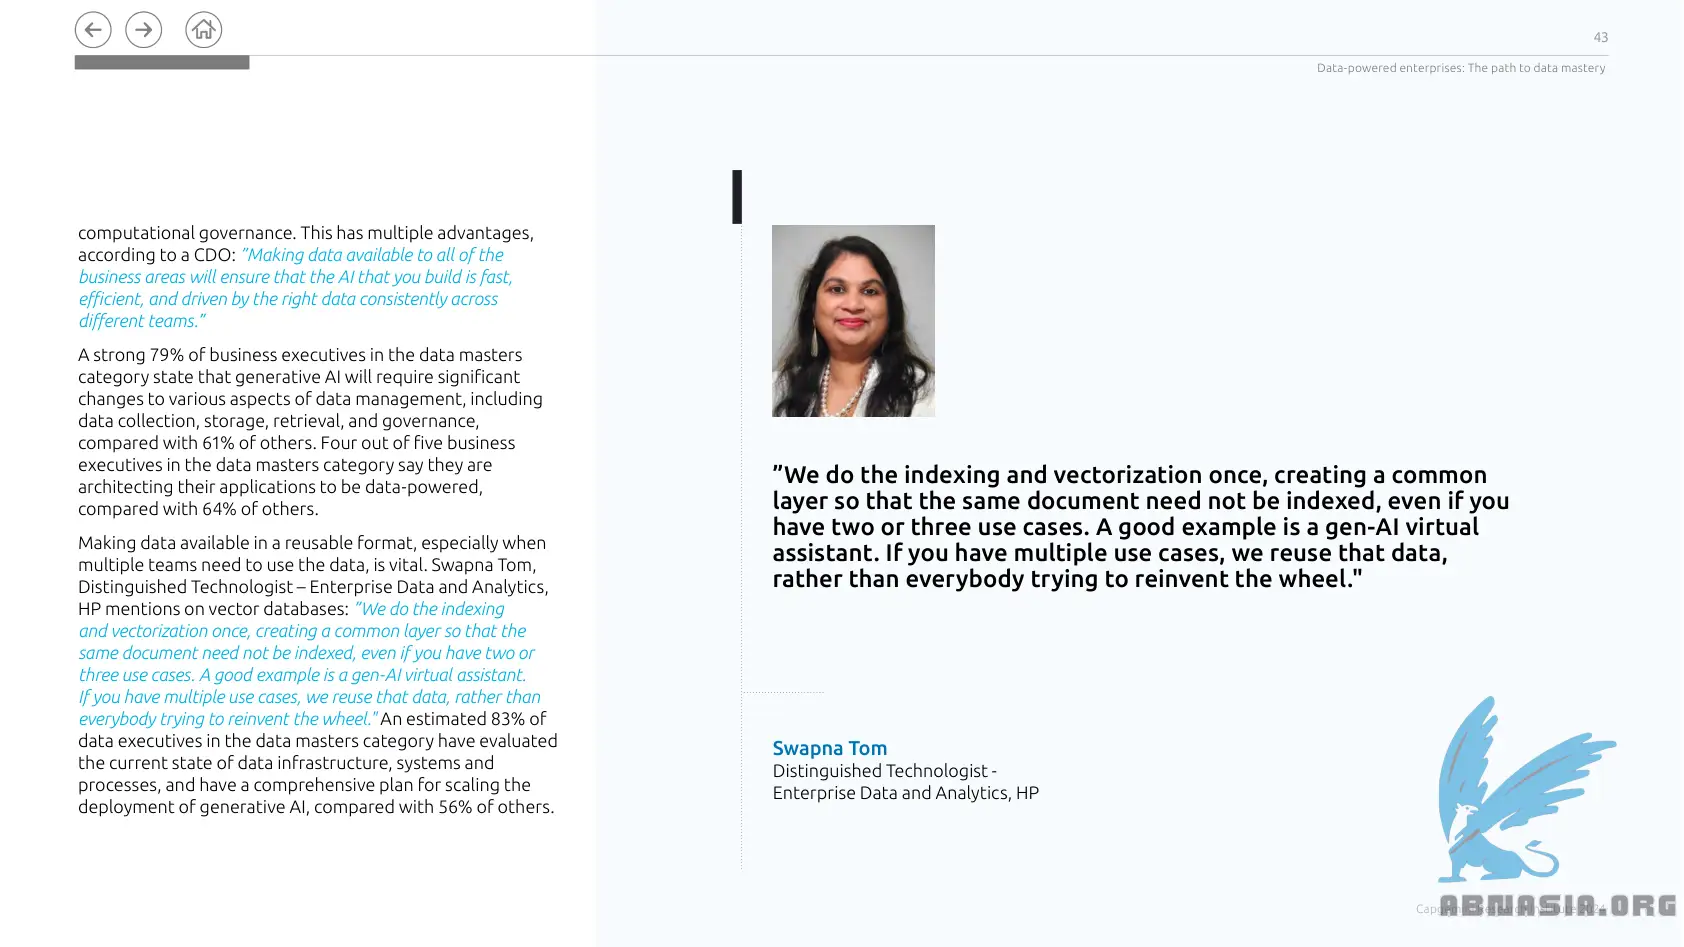 43
Data-powered enterprises: The path to data mastery
computational governance. This has multiple advantages,
according to a CDO: ”Making data available to all of the
business areas will ensure that the AI that you build is fast,
efficient, and driven by the right data consistently across
different teams.”
A strong 79% of business executives in the data masters
category state that generative AI will require significant
changes to various aspects of data management, including
data collection, storage, retrieval, and governance,
compared with 61% of others. Four out of five business
executives in the data masters category say they are
architecting their applications to be data-powered,
compared with 64% of others.
Making data available in a reusable format, especially when
multiple teams need to use the data, is vital. Swapna Tom,
Distinguished Technologist – Enterprise Data and Analytics,
HP mentions on vector databases: ”We do the indexing
and vectorization once, creating a common layer so that the
same document need not be indexed, even if you have two or
three use cases. A good example is a gen-AI virtual assistant.
If you have multiple use cases, we reuse that data, rather than
everybody trying to reinvent the wheel." An estimated 83% of
data executives in the data masters category have evaluated
the current state of data infrastructure, systems and
processes, and have a comprehensive plan for scaling the
deployment of generative AI, compared with 56% of others.
”We do the indexing and vectorization once, creating a common
layer so that the same document need not be indexed, even if you
have two or three use cases. A good example is a gen-AI virtual
assistant. If you have multiple use cases, we reuse that data,
rather than everybody trying to reinvent the wheel."
Swapna Tom
Distinguished Technologist -
Enterprise Data and Analytics, HP
ABNASIA.ORG